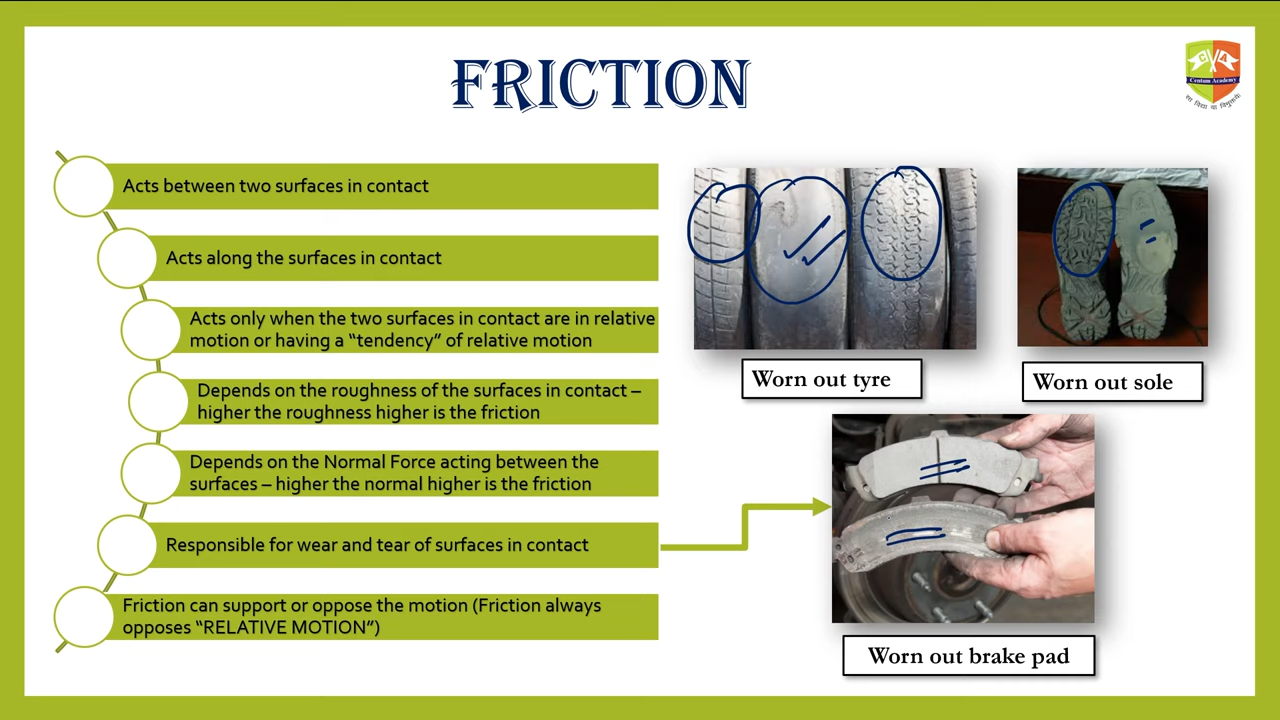 FRICTION
Centum Academy
सा विद्या या विमुक्तये
Acts between two surfaces in contact
Acts along the surfaces in contact
Acts only when the two surfaces in contact are in relative
motion or having a “tendency” of relative motion
Depends on the roughness of the surfaces in contact –
higher the roughness higher is the friction
Depends on the Normal Force acting between the
surfaces – higher the normal higher is the friction
Responsible for wear and tear of surfaces in contact
Friction can support or oppose the motion (Friction always
opposes “RELATIVE MOTION”)
Worn out tyre
Worn out sole
Worn out brake pad